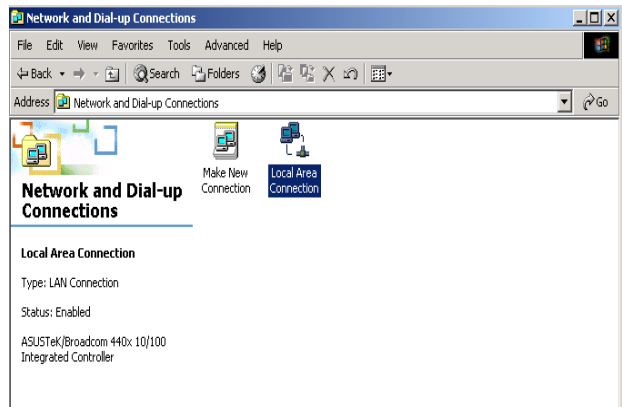 Network and Dial-up Connections
File Edit View Favorites Tools Advanced Help
Back Search Folders
Address Network and Dial-up Connections Go
Make New
Connection
Local Area
Connection
Network and Dial-up
Connections
Local Area Connection
Type: LAN Connection
Status: Enabled
ASUSTeK/Broadcom 440x 10/100
Integrated Controller